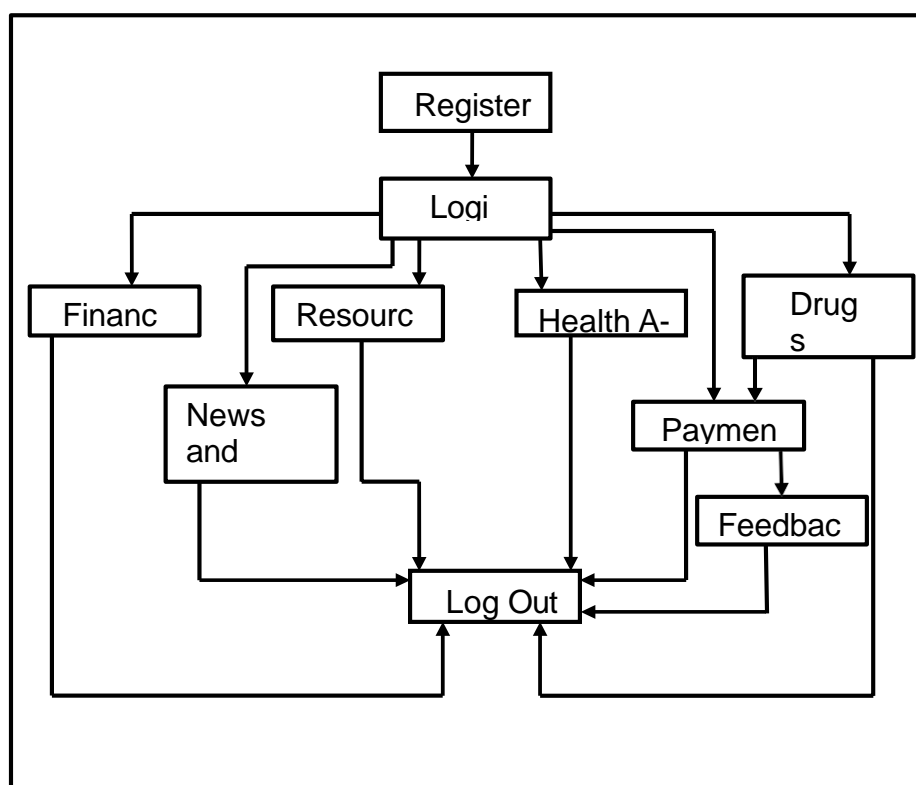 Register
Logi
Financ
Resourc
Health A-
Drug
s
News
and
Paymen
Feedbac
Log Out